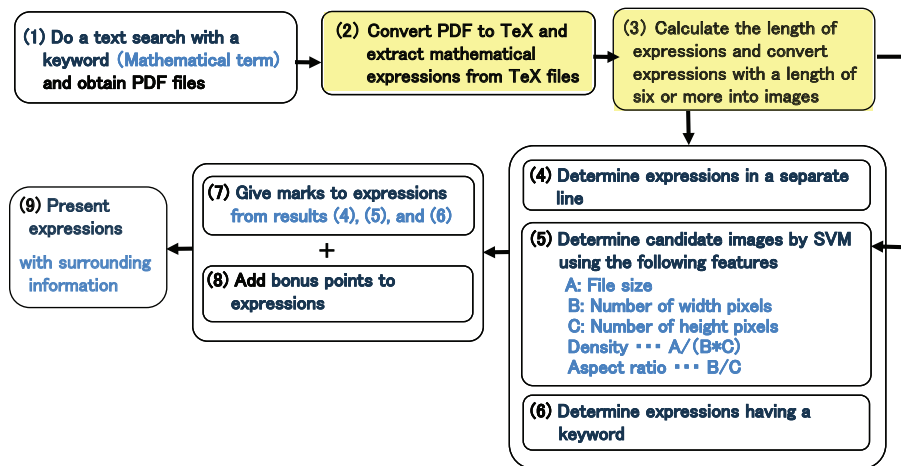 (1) Do a text search with a
keyword (Mathematical term)
and obtain PDF files
(2) Convert PDF to TeX and
extract mathematical
expressions from TeX files
(3) Calculate the length of
expressions and convert
expressions with a length of
six or more into images
(4) Determine expressions in a separate
line
(5) Determine candidate images by SVM
using the following features
A: File size
B: Number of width pixels
C: Number of height pixels
Density ・・・ A/(B*C)
Aspect ratio ・・・ B/C
(6) Determine expressions having a
keyword
(7) Give marks to expressions
from results (4), (5), and (6)
+
(8) Add bonus points to
expressions
(9) Present
expressions
with surrounding
information